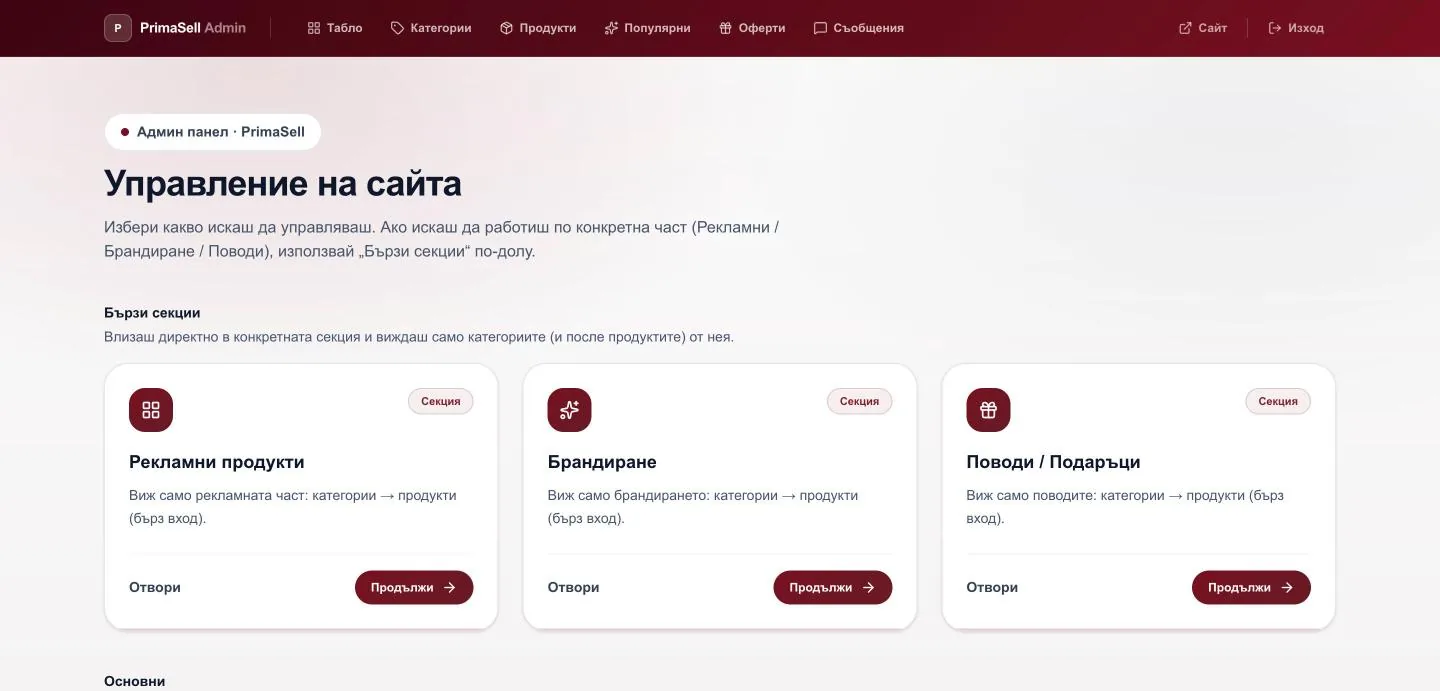 P PrimaSell Admin Табло Категории Продукти Популярни Оферти Съобщения Сайт Изход
Админ панел · PrimaSell
Управление на сайта
Избери какво искаш да управляваш. Ако искаш да работиш по конкретна част (Рекламни /
Брандиране / Поводи), използвай „Бързи секции“ по-долу.
Бързи секции
Влизаш директно в конкретната секция и виждаш само категориите (и после продуктите) от нея.
Секция
Рекламни продукти
Виж само рекламната част: категории → продукти
(бърз вход).
Отвори Продължи →
Секция
Брандиране
Виж само брандирането: категории → продукти
(бърз вход).
Отвори Продължи →
Секция
Поводи / Подаръци
Виж само поводите: категории → продукти (бърз
вход).
Отвори Продължи →
Основни